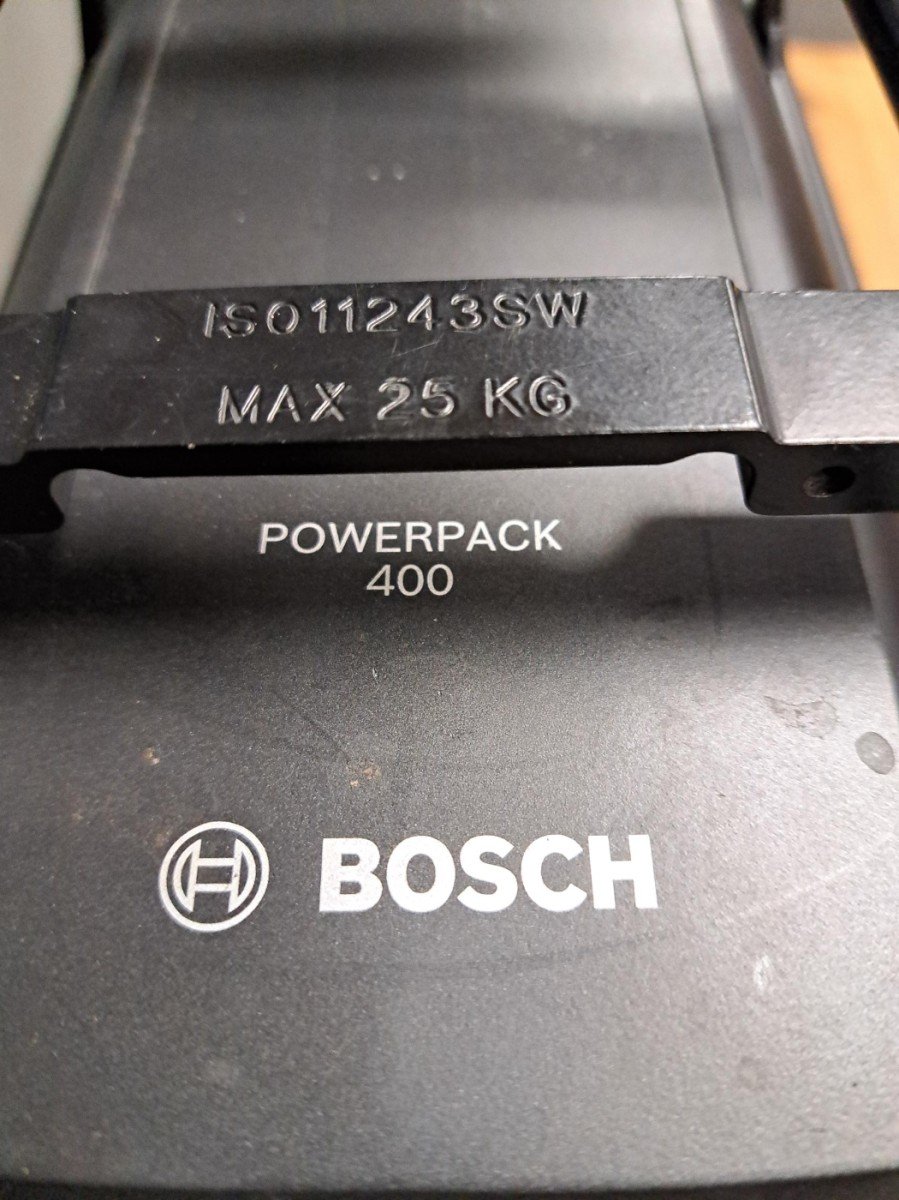 ISO11243SW
MAX 25 KG
POWERPACK
400
BOSCH